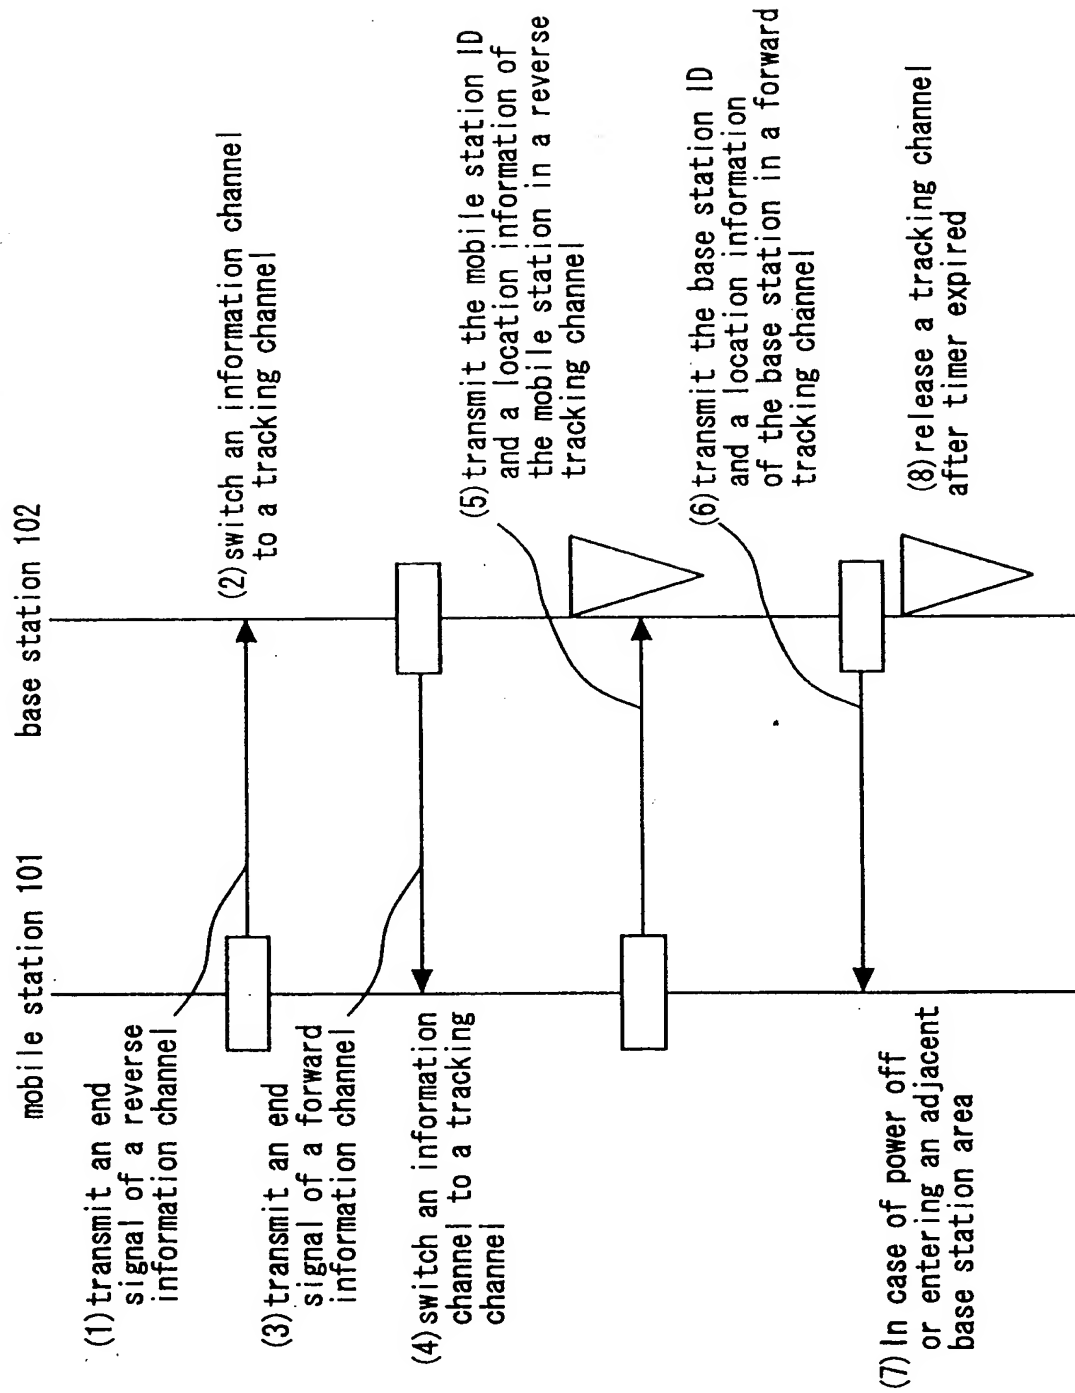 mobile station 101
base station 102
(1)transmit an end
signal of a reverse
information channel
(2)switch an information channel
to a tracking channel
(3)transmit an end
signal of a forward
information channel
(4)switch an information
channel to a tracking
channel
(5)transmit the mobile station ID
and a location information of
the mobile station in a reverse
tracking channel
(6)transmit the base station ID
and a location information
of the base station in a forward
tracking channel
(7)In case of power off
or entering an adjacent
base station area
(8)release a tracking channel
after timer expired